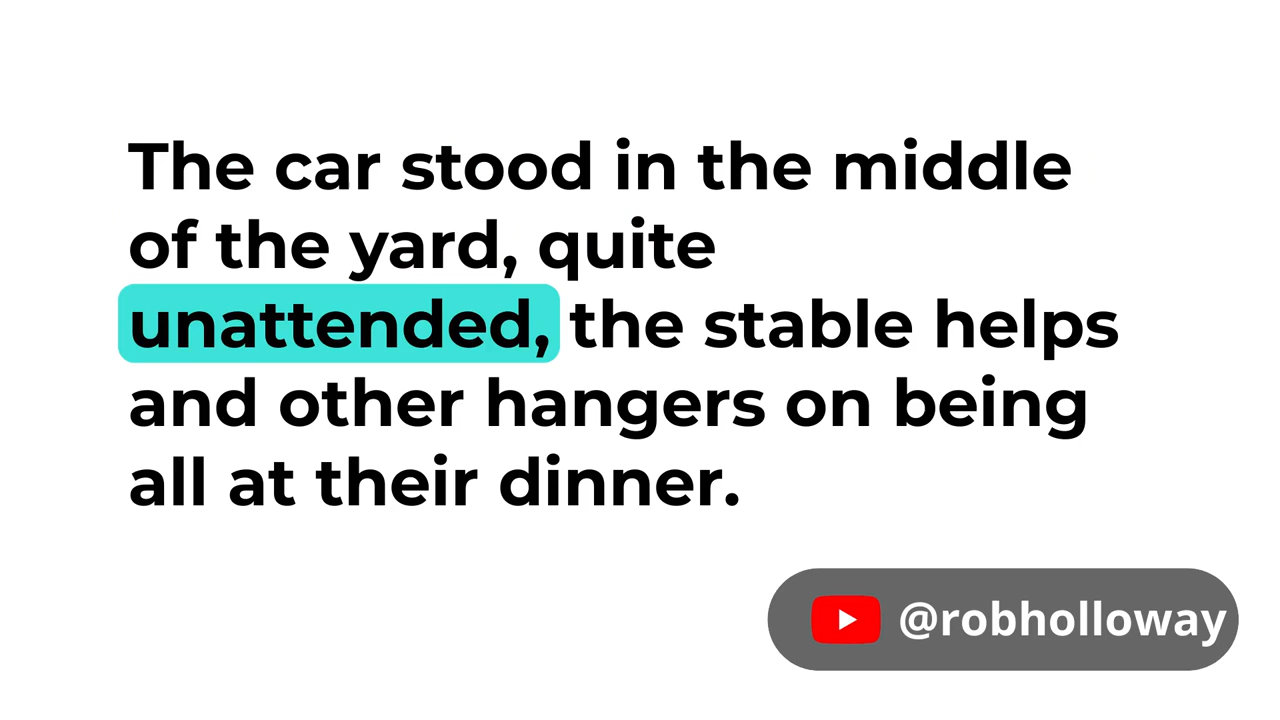 The car stood in the middle
of the yard, quite
unattended, the stable helps
and other hangers on being
all at their dinner.
@robholloway